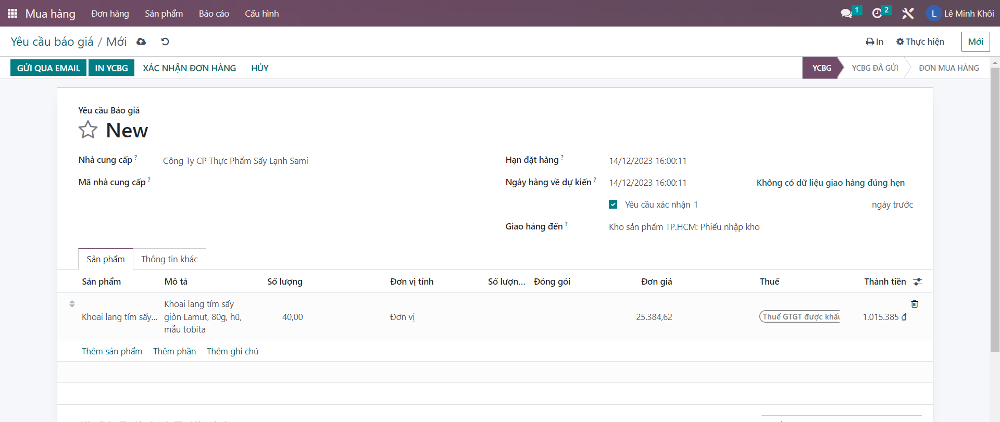 Mua hàng Đơn hàng Sản phẩm Báo cáo Cấu hình 1 2 L Lê Minh Khôi
Yêu cầu báo giá / Mới In Thực hiện Mới
GỬI QUA EMAIL IN YCBG XÁC NHẬN ĐƠN HÀNG HỦY YCBG YCBG ĐÃ GỬI ĐƠN MUA HÀNG
Yêu cầu Báo giá
New
Nhà cung cấp ? Công Ty CP Thực Phẩm Sấy Lạnh Sami Hạn đặt hàng ? 14/12/2023 16:00:11
Mã nhà cung cấp ? Ngày hàng về dự kiến ? 14/12/2023 16:00:11 Không có dữ liệu giao hàng đúng hẹn
Yêu cầu xác nhận 1 ngày trước
Giao hàng đến ? Kho sản phẩm TP.HCM: Phiếu nhập kho
Sản phẩm Thông tin khác
Sản phẩm Mô tả Số lượng Đơn vị tính Số lượn... Đóng gói Đơn giá Thuế Thành tiền
Khoai lang tím sấy
Khoai lang tím sấy... giòn Lamut, 80g, hũ, 40,00 Đơn vị 25.384,62 Thuế GTGT được khấu 1.015.385 ₫
mẫu tobita
Thêm sản phẩm Thêm phần Thêm ghi chú